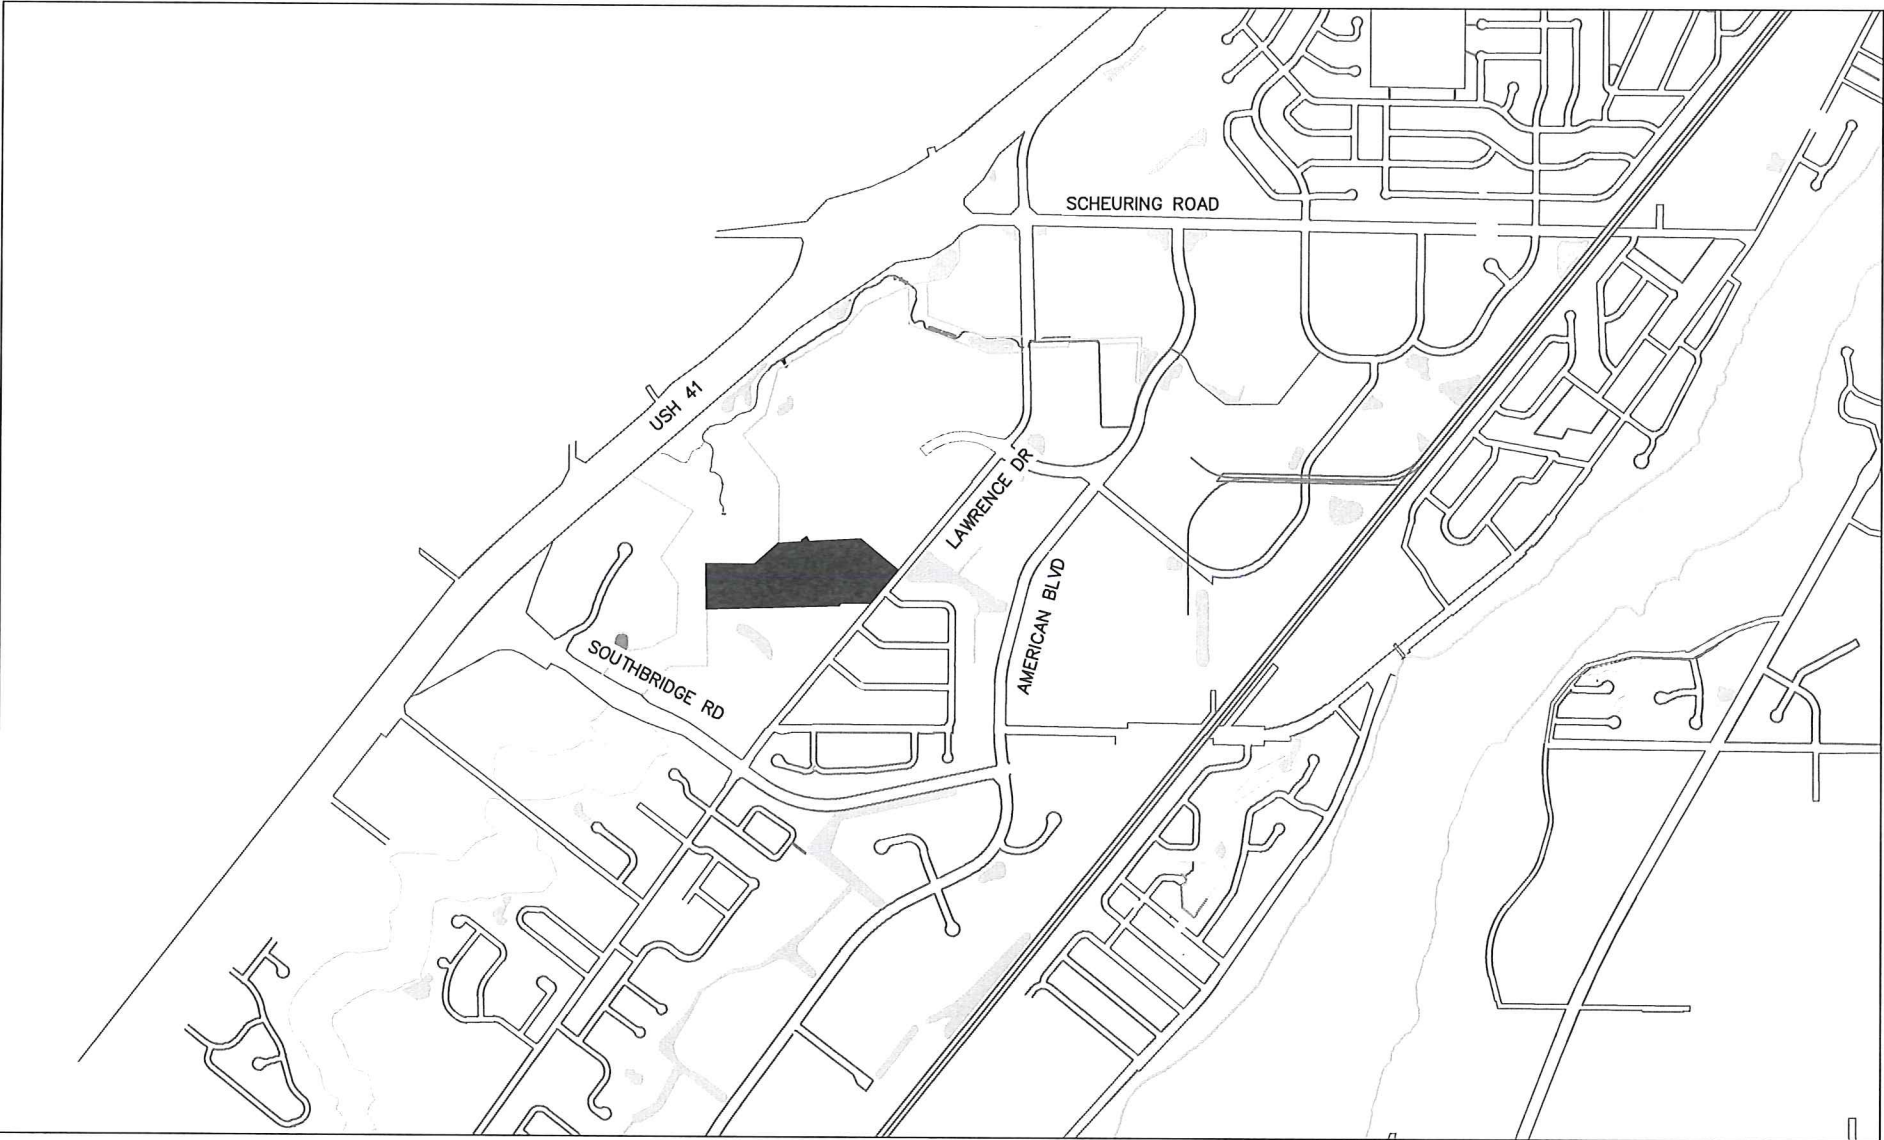 SCHEURING ROAD
USH 41
LAWRENCE DR
AMERICAN BLVD
SOUTHBRIDGE RD